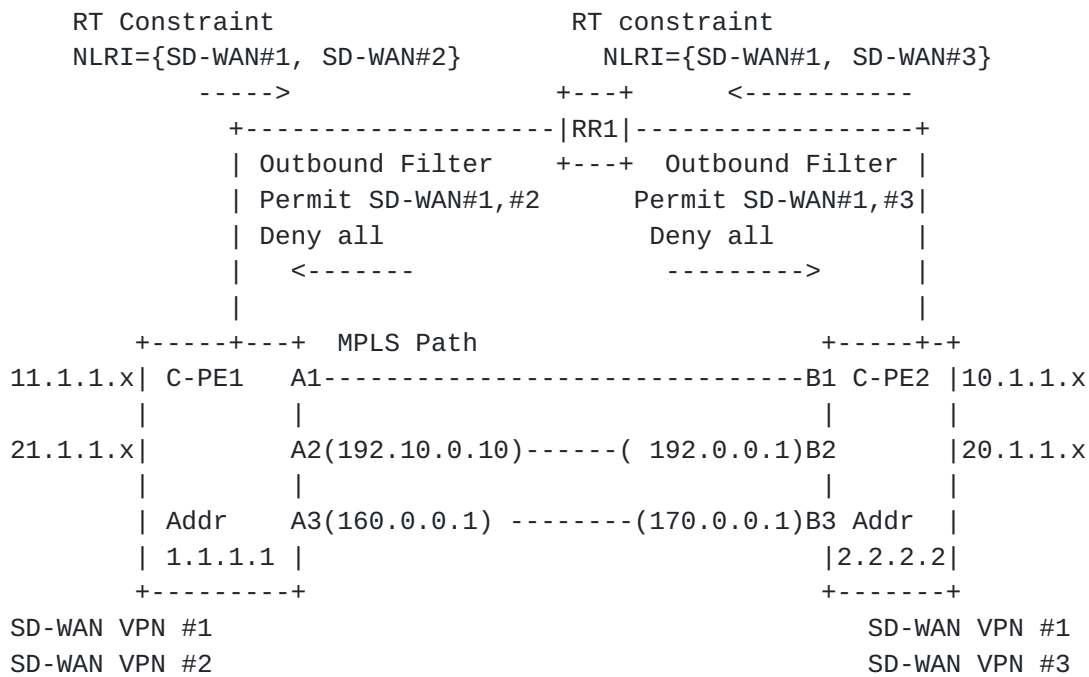 RT Constraint                   RT constraint
    NLRI={SD-WAN#1, SD-WAN#2}         NLRI={SD-WAN#1, SD-WAN#3}
            ----->                 +---+      <-----------
              +--------------------|RR1|------------------+
              | Outbound Filter    +---+  Outbound Filter |
              | Permit SD-WAN#1,#2      Permit SD-WAN#1,#3|
              | Deny all                 Deny all         |
              |   <-------                --------->      |
              |                                           |
        +-----+---+  MPLS Path                      +-----+-+
11.1.1.x| C-PE1   A1-------------------------------B1 C-PE2 |10.1.1.x
        |         |                                 |       |
21.1.1.x|         A2(192.10.0.10)------( 192.0.0.1)B2       |20.1.1.x
        |         |                                 |       |
        | Addr    A3(160.0.0.1) --------(170.0.0.1)B3 Addr  |
        | 1.1.1.1 |                                 |2.2.2.2|
        +---------+                                 +-------+
SD-WAN VPN #1                                          SD-WAN VPN #1
SD-WAN VPN #2                                          SD-WAN VPN #3